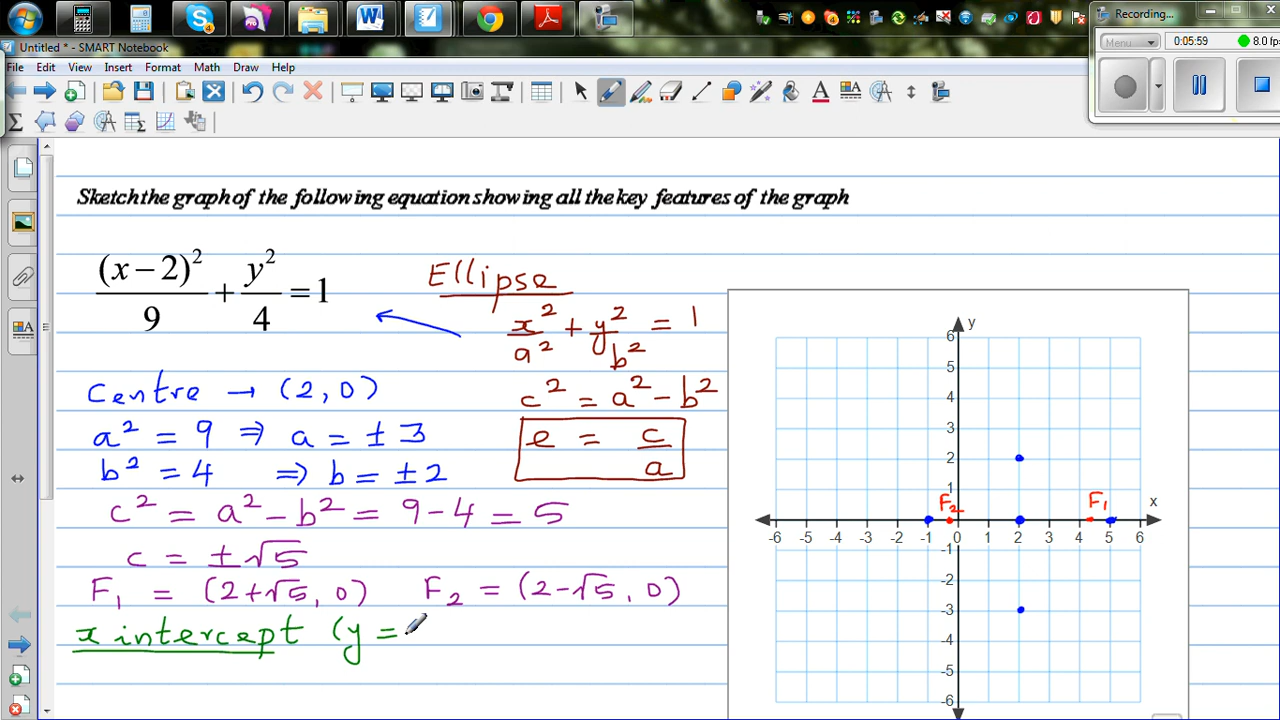 Recording...
Menu
0:05:59
8.0 f
Untitled * - SMART Notebook
File Edit View Insert Format Math Draw Help
Sketch the graph of the following equation showing all the key features of the graph
(x − 2)² / 9 + y² / 4 = 1
Ellipse
x² / a² + y² / b² = 1
c² = a² − b²
e = c / a
Centre → (2, 0)
a² = 9 ⇒ a = ± 3
b² = 4 ⇒ b = ± 2
c² = a² − b² = 9 − 4 = 5
c = ± √5
F₁ = (2+√5, 0) F₂ = (2−√5, 0)
x intercept (y =
y
6
5
4
3
2
1
F₂ F₁ x
-6 -5 -4 -3 -2 -1 0 1 2 3 4 5 6
-1
-2
-3
-4
-5
-6